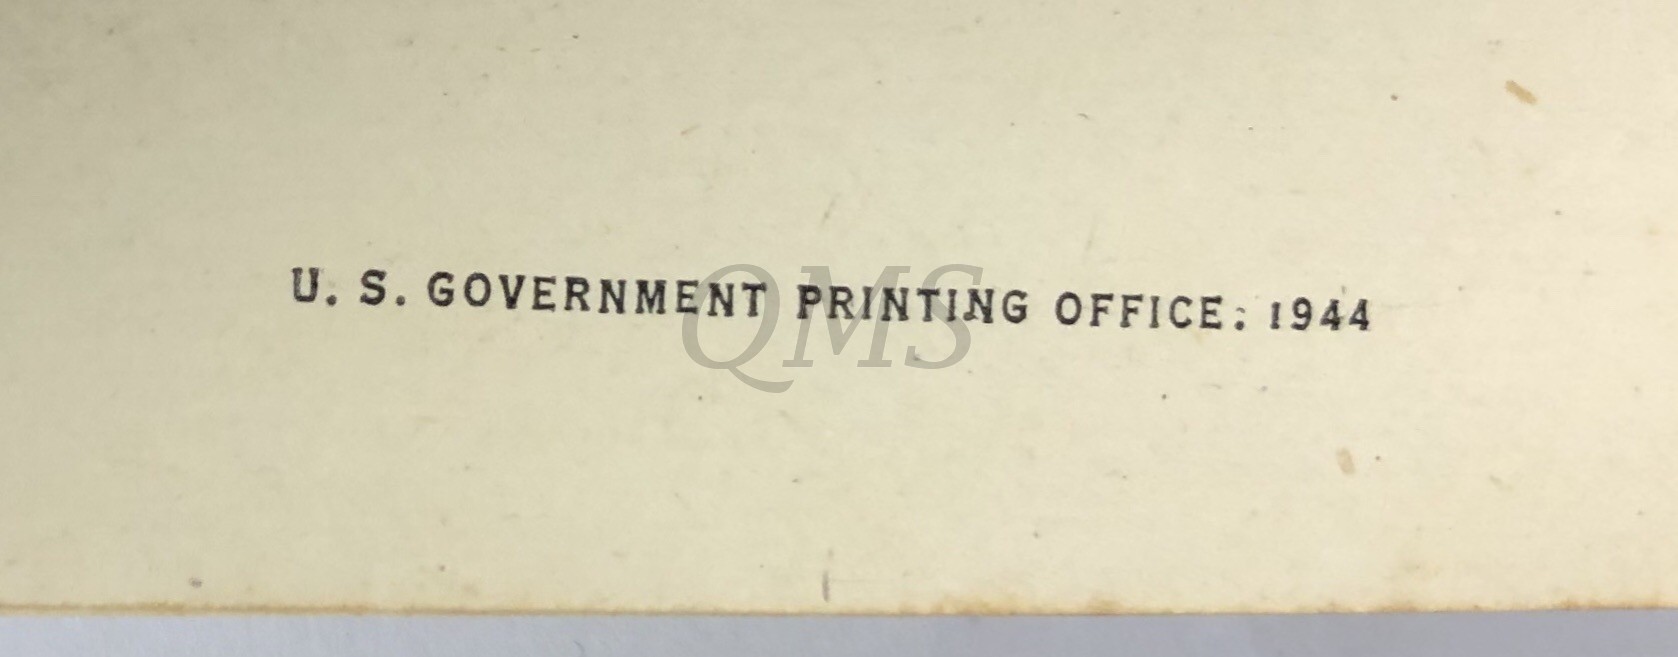 U. S. GOVERNMENT PRINTING OFFICE: 1944
QMS